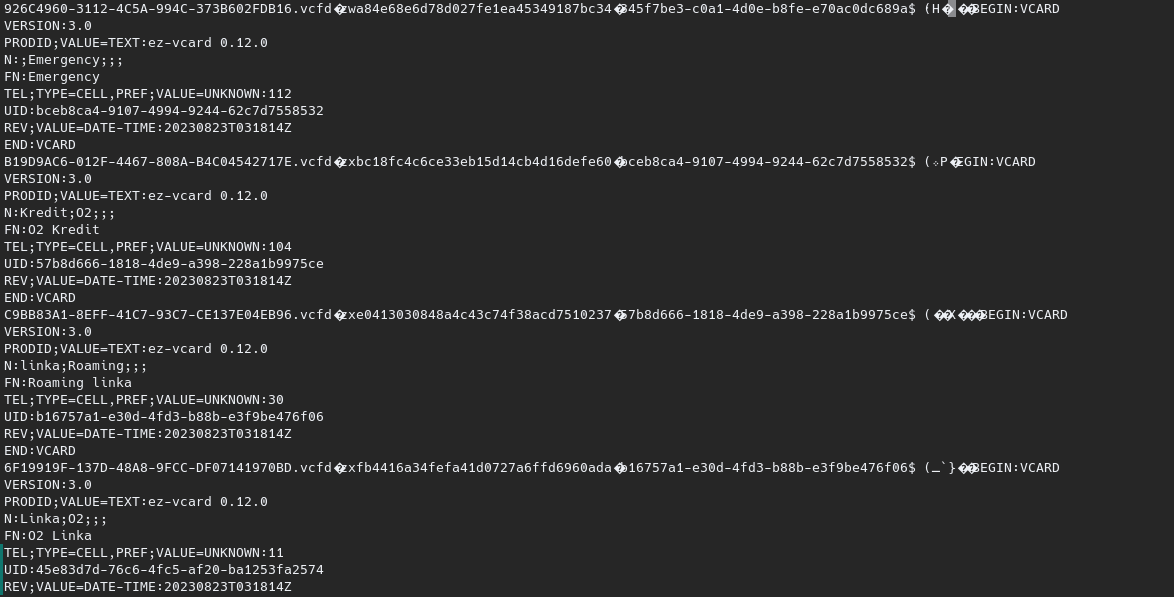 926C4960-3112-4C5A-994C-373B602FDB16.vcfd�zwa84e68e6d78d027fe1ea45349187bc34�845f7be3-c0a1-4d0e-b8fe-e70ac0dc689a$ (H� ��BEGIN:VCARD
VERSION:3.0
PRODID;VALUE=TEXT:ez-vcard 0.12.0
N:;Emergency;;;
FN:Emergency
TEL;TYPE=CELL,PREF;VALUE=UNKNOWN:112
UID:bceb8ca4-9107-4994-9244-62c7d7558532
REV;VALUE=DATE-TIME:20230823T031814Z
END:VCARD
B19D9AC6-012F-4467-808A-B4C04542717E.vcfd�zxbc18fc4c6ce33eb15d14cb4d16defe60�bceb8ca4-9107-4994-9244-62c7d7558532$ (P�EGIN:VCARD
VERSION:3.0
PRODID;VALUE=TEXT:ez-vcard 0.12.0
N:Kredit;O2;;;
FN:O2 Kredit
TEL;TYPE=CELL,PREF;VALUE=UNKNOWN:104
UID:57b8d666-1818-4de9-a398-228a1b9975ce
REV;VALUE=DATE-TIME:20230823T031814Z
END:VCARD
C9BB83A1-8EFF-41C7-93C7-CE137E04EB96.vcfd�zxe0413030848a4c43c74f38acd7510237�57b8d666-1818-4de9-a398-228a1b9975ce$ (��X���BEGIN:VCARD
VERSION:3.0
PRODID;VALUE=TEXT:ez-vcard 0.12.0
N:linka;Roaming;;;
FN:Roaming linka
TEL;TYPE=CELL,PREF;VALUE=UNKNOWN:30
UID:b16757a1-e30d-4fd3-b88b-e3f9be476f06
REV;VALUE=DATE-TIME:20230823T031814Z
END:VCARD
6F19919F-137D-48A8-9FCC-DF07141970BD.vcfd�zxfb4416a34fefa41d0727a6ffd6960ada�b16757a1-e30d-4fd3-b88b-e3f9be476f06$ (_`}��BEGIN:VCARD
VERSION:3.0
PRODID;VALUE=TEXT:ez-vcard 0.12.0
N:Linka;O2;;;
FN:O2 Linka
TEL;TYPE=CELL,PREF;VALUE=UNKNOWN:11
UID:45e83d7d-76c6-4fc5-af20-ba1253fa2574
REV;VALUE=DATE-TIME:20230823T031814Z